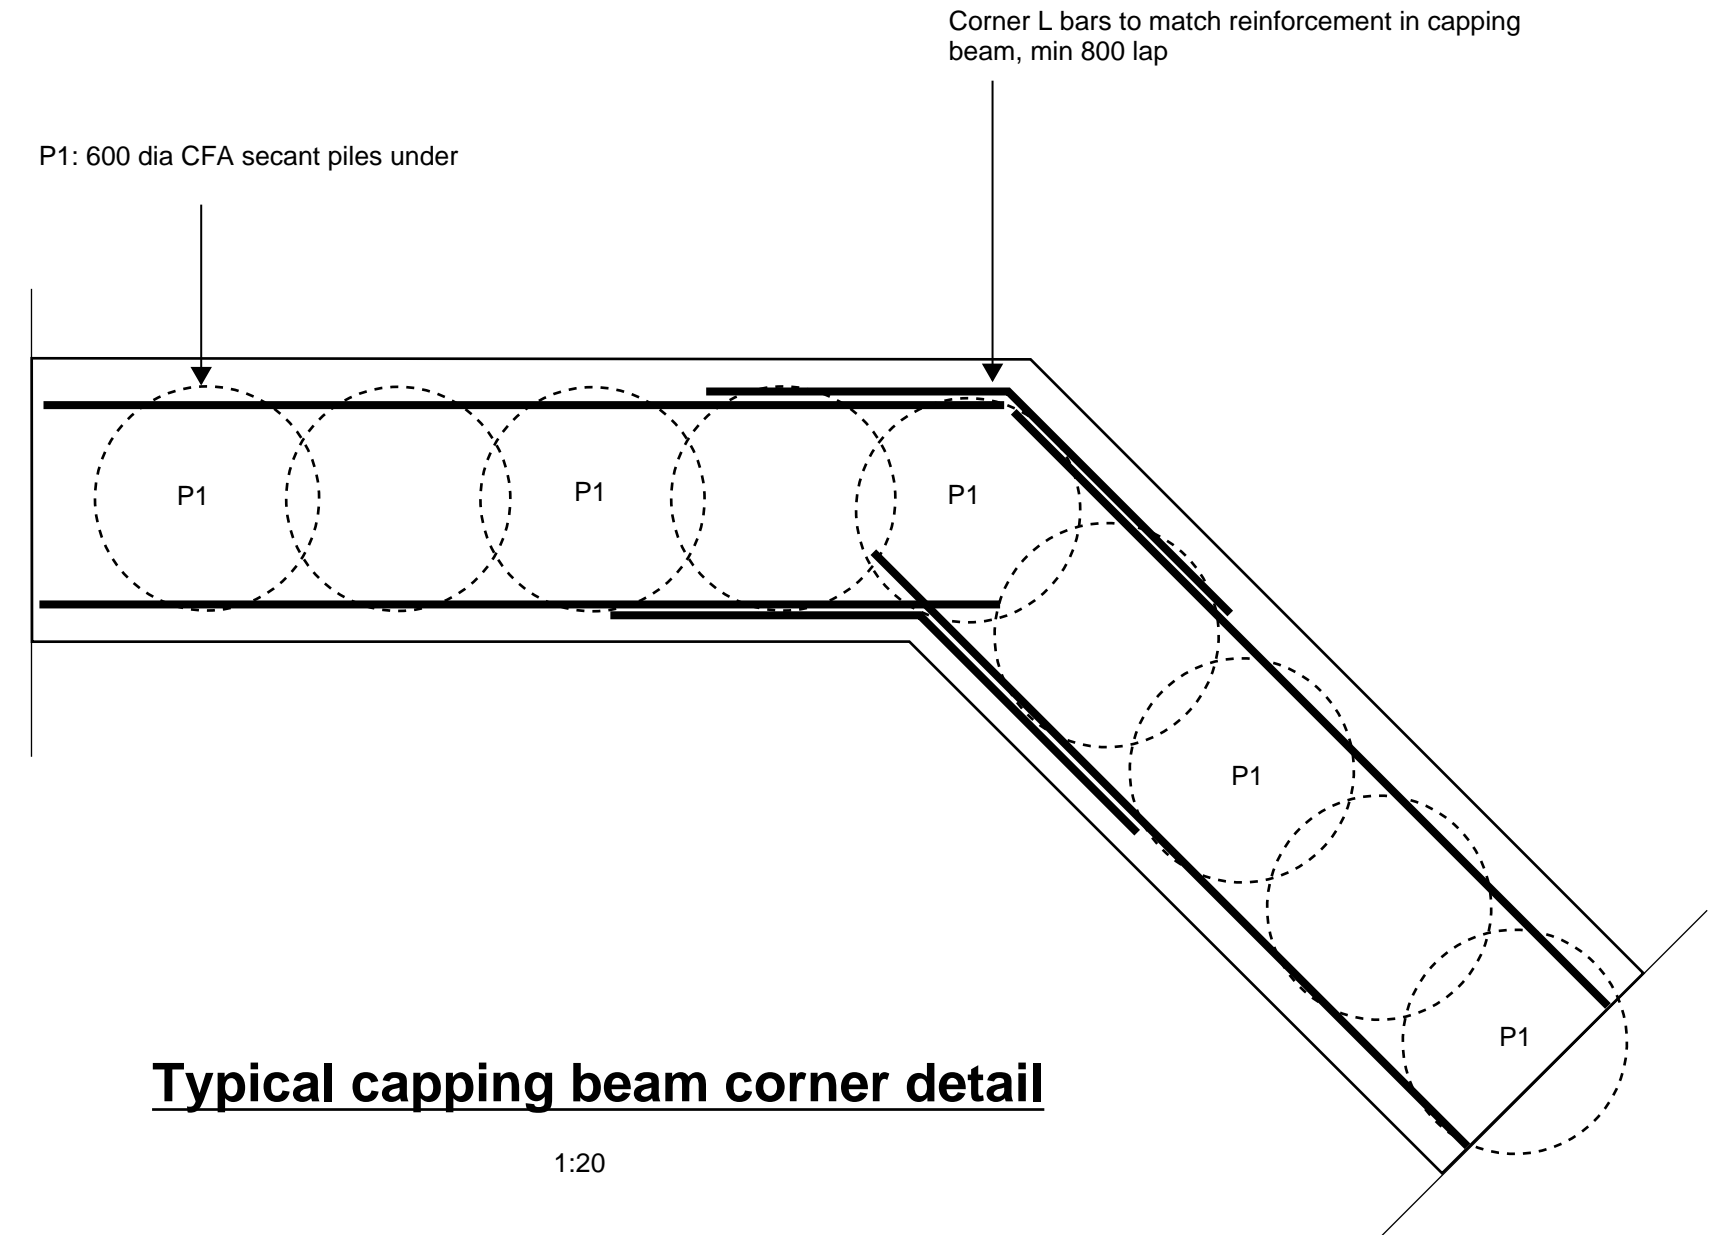 Corner L bars to match reinforcement in capping
beam, min 800 lap
P1: 600 dia CFA secant piles under
P1
P1
P1
P1
P1
Typical capping beam corner detail
1:20